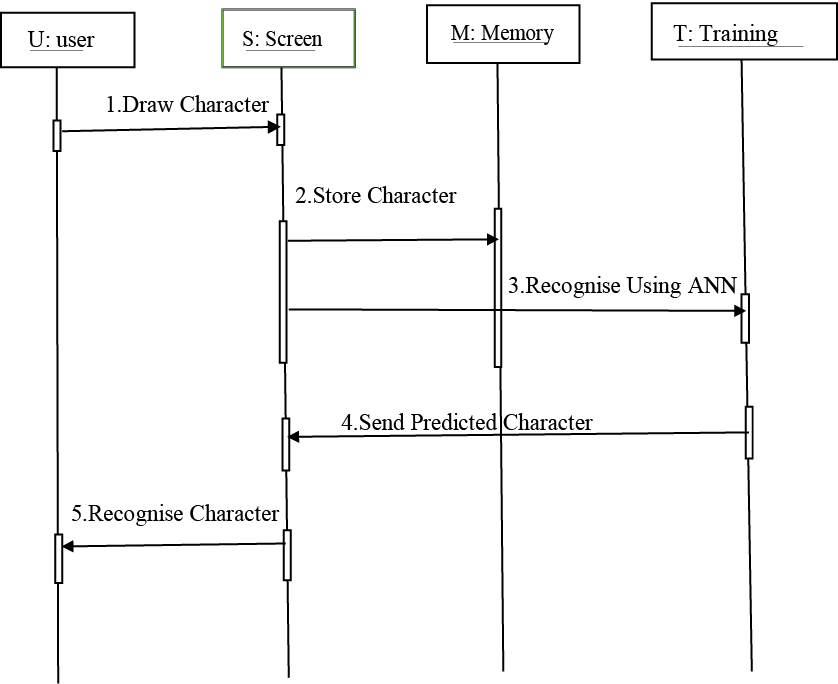 U: user
S: Screen
M: Memory
T: Training
1.Draw Character
2.Store Character
3.Recognise Using ANN
4.Send Predicted Character
5.Recognise Character